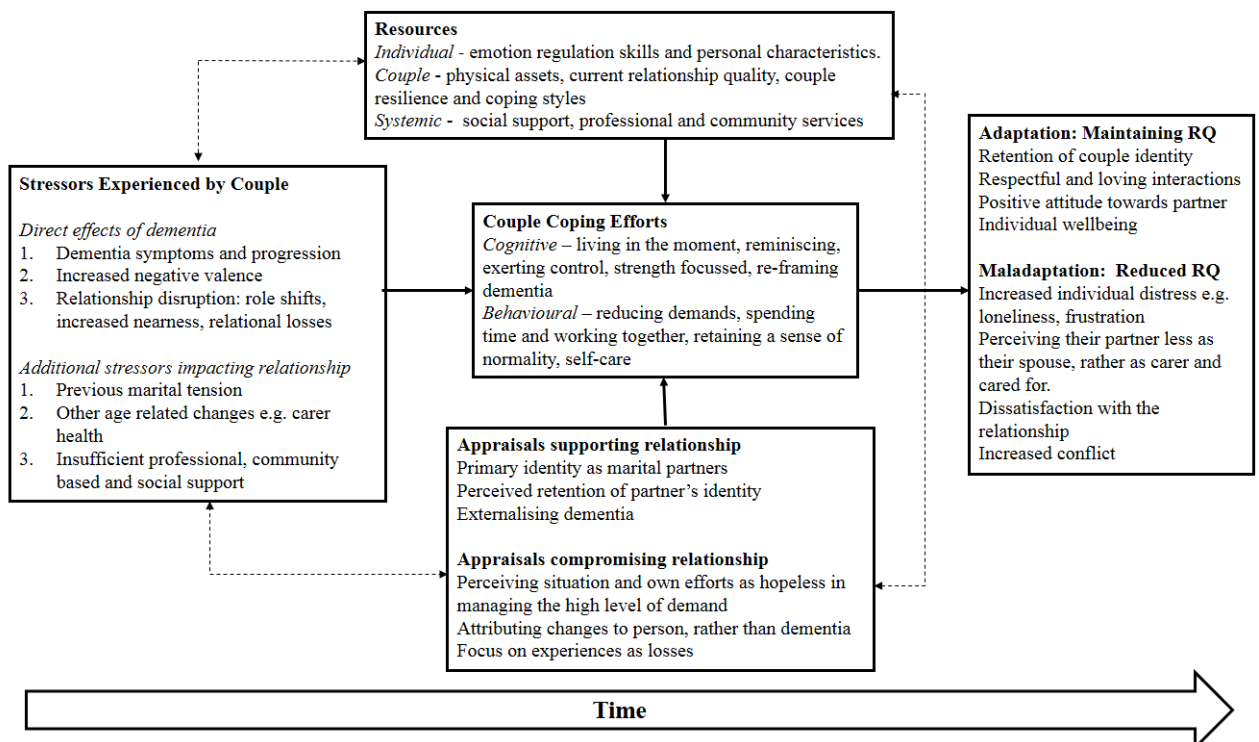 Resources
Individual - emotion regulation skills and personal characteristics.
Couple - physical assets, current relationship quality, couple
resilience and coping styles
Systemic - social support, professional and community services
Stressors Experienced by Couple
Direct effects of dementia
1. Dementia symptoms and progression
2. Increased negative valence
3. Relationship disruption: role shifts,
increased nearness, relational losses
Additional stressors impacting relationship
1. Previous marital tension
2. Other age related changes e.g. carer
health
3. Insufficient professional, community
based and social support
Couple Coping Efforts
Cognitive – living in the moment, reminiscing,
exerting control, strength focussed, re-framing
dementia
Behavioural – reducing demands, spending
time and working together, retaining a sense of
normality, self-care
Appraisals supporting relationship
Primary identity as marital partners
Perceived retention of partner’s identity
Externalising dementia
Appraisals compromising relationship
Perceiving situation and own efforts as hopeless in
managing the high level of demand
Attributing changes to person, rather than dementia
Focus on experiences as losses
Adaptation: Maintaining RQ
Retention of couple identity
Respectful and loving interactions
Positive attitude towards partner
Individual wellbeing
Maladaptation: Reduced RQ
Increased individual distress e.g.
loneliness, frustration
Perceiving their partner less as
their spouse, rather as carer and
cared for.
Dissatisfaction with the
relationship
Increased conflict
Time